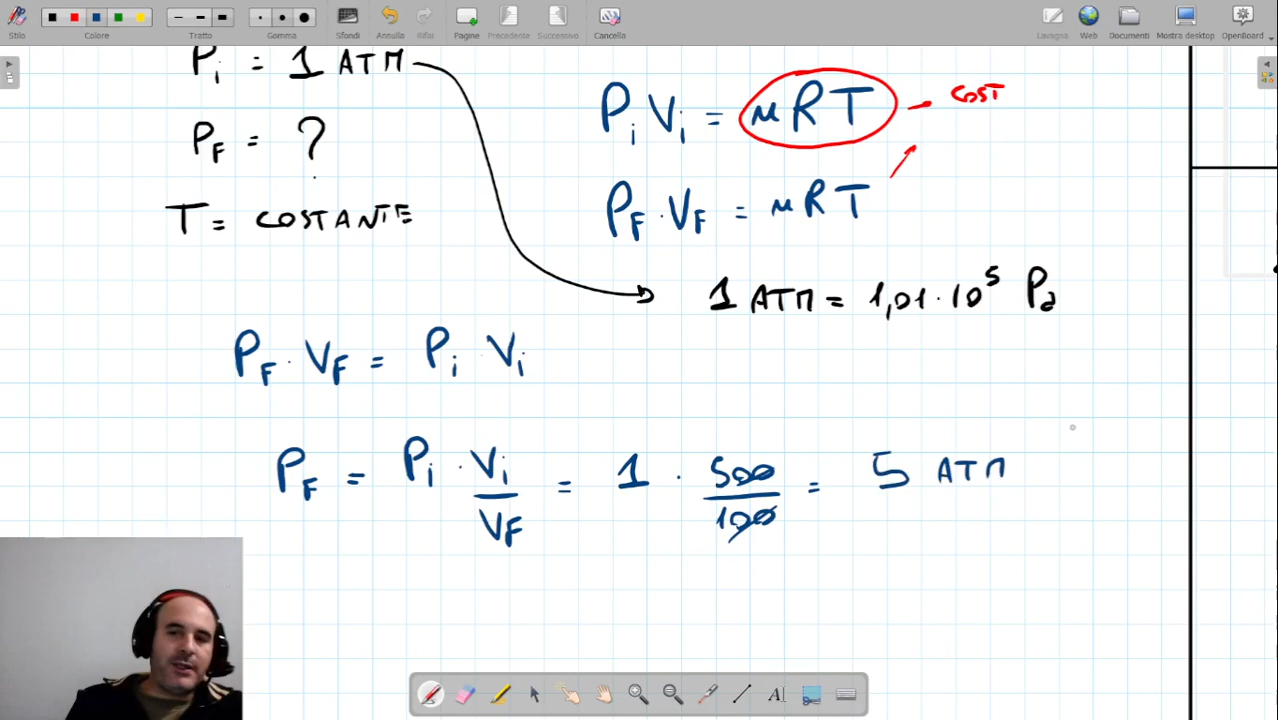 Stilo
Colore
Tratto
Gomma
Sfondi
Annulla
Rifai
Pagine
Precedente
Successivo
Cancella
Lavagna
Web
Documenti
Mostra desktop
OpenBoard
Pi = 1 ATM
PF = ?
T = COSTANTE
Pi Vi = nRT → COST
PF · VF = nRT
1 ATM = 1,01 · 10⁵ Pa
PF · VF = Pi Vi
PF = Pi · Vi/VF = 1 · 500/100 = 5 ATM